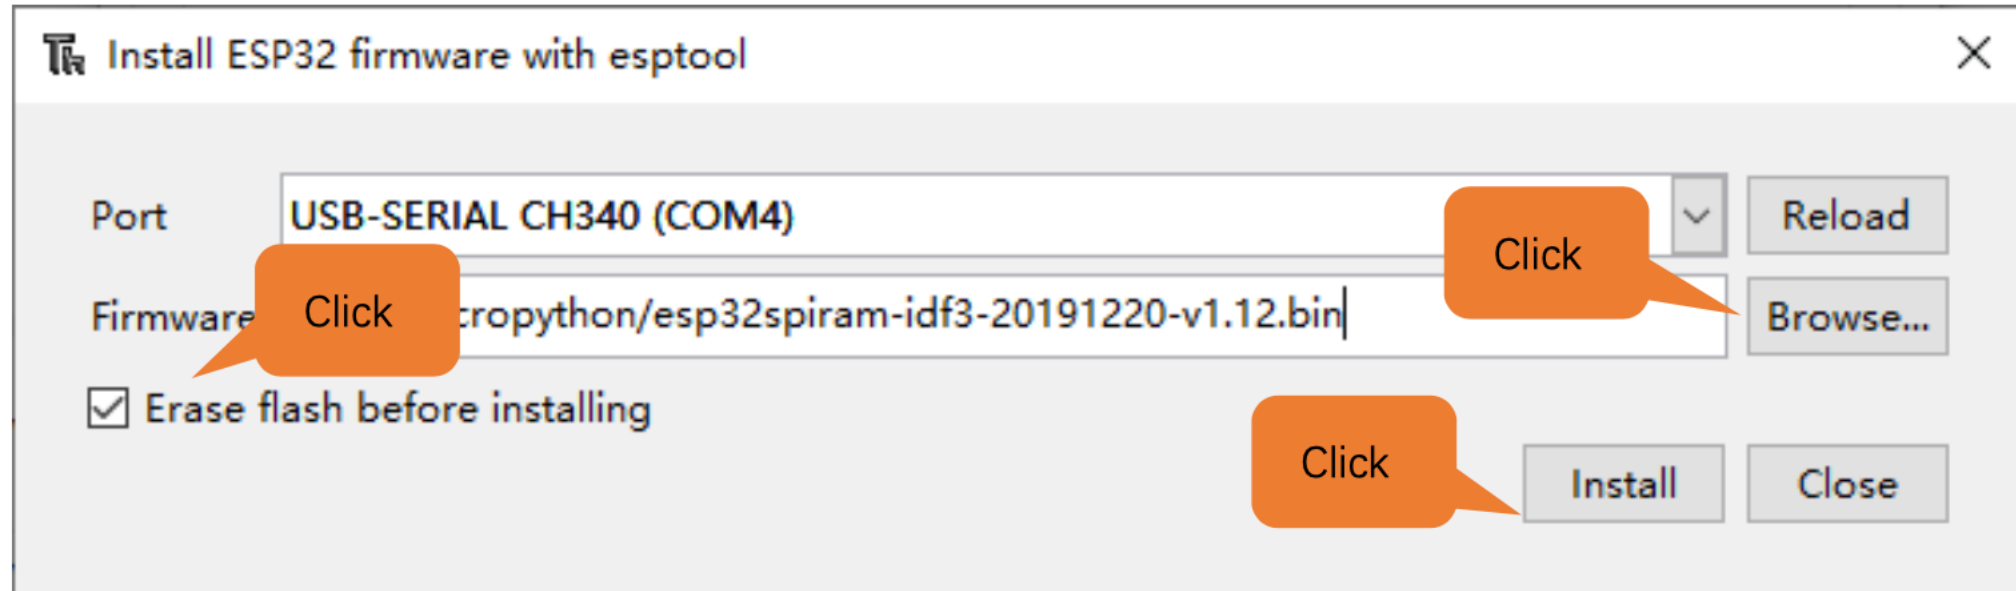 Install ESP32 firmware with esptool
Port USB-SERIAL CH340 (COM4) Reload
Click
Firmware cropython/esp32spiram-idf3-20191220-v1.12.bin Browse...
Click
Erase flash before installing
Click
Install Close